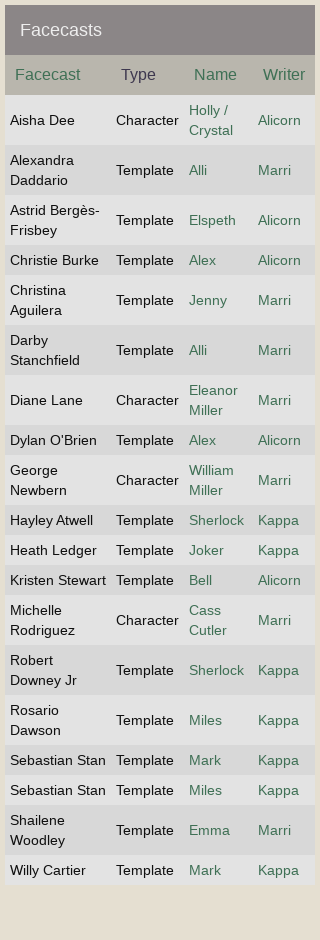 Facecasts
Facecast Type Name Writer
Aisha Dee Character Holly / Crystal Alicorn
Alexandra Daddario Template Alli Marri
Astrid Bergès-Frisbey Template Elspeth Alicorn
Christie Burke Template Alex Alicorn
Christina Aguilera Template Jenny Marri
Darby Stanchfield Template Alli Marri
Diane Lane Character Eleanor Miller Marri
Dylan O'Brien Template Alex Alicorn
George Newbern Character William Miller Marri
Hayley Atwell Template Sherlock Kappa
Heath Ledger Template Joker Kappa
Kristen Stewart Template Bell Alicorn
Michelle Rodriguez Character Cass Cutler Marri
Robert Downey Jr Template Sherlock Kappa
Rosario Dawson Template Miles Kappa
Sebastian Stan Template Mark Kappa
Sebastian Stan Template Miles Kappa
Shailene Woodley Template Emma Marri
Willy Cartier Template Mark Kappa